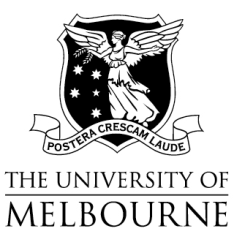 POSTERA CRESCAM LAUDE
THE UNIVERSITY OF
MELBOURNE